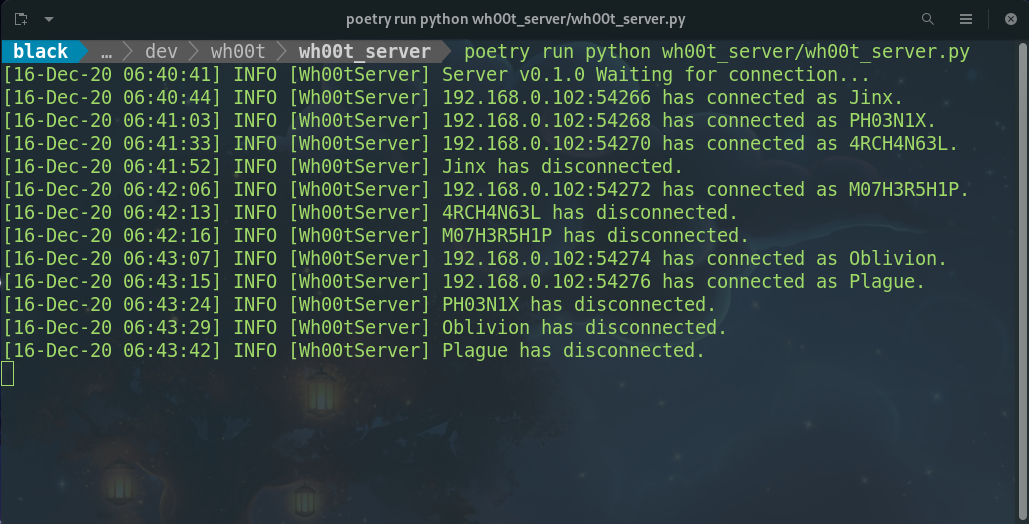 poetry run python wh00t_server/wh00t_server.py
black … dev wh00t wh00t_server poetry run python wh00t_server/wh00t_server.py
[16-Dec-20 06:40:41] INFO [Wh00tServer] Server v0.1.0 Waiting for connection...
[16-Dec-20 06:40:44] INFO [Wh00tServer] 192.168.0.102:54266 has connected as Jinx.
[16-Dec-20 06:41:03] INFO [Wh00tServer] 192.168.0.102:54268 has connected as PH03N1X.
[16-Dec-20 06:41:33] INFO [Wh00tServer] 192.168.0.102:54270 has connected as 4RCH4N63L.
[16-Dec-20 06:41:52] INFO [Wh00tServer] Jinx has disconnected.
[16-Dec-20 06:42:06] INFO [Wh00tServer] 192.168.0.102:54272 has connected as M07H3R5H1P.
[16-Dec-20 06:42:13] INFO [Wh00tServer] 4RCH4N63L has disconnected.
[16-Dec-20 06:42:16] INFO [Wh00tServer] M07H3R5H1P has disconnected.
[16-Dec-20 06:43:07] INFO [Wh00tServer] 192.168.0.102:54274 has connected as Oblivion.
[16-Dec-20 06:43:15] INFO [Wh00tServer] 192.168.0.102:54276 has connected as Plague.
[16-Dec-20 06:43:24] INFO [Wh00tServer] PH03N1X has disconnected.
[16-Dec-20 06:43:29] INFO [Wh00tServer] Oblivion has disconnected.
[16-Dec-20 06:43:42] INFO [Wh00tServer] Plague has disconnected.